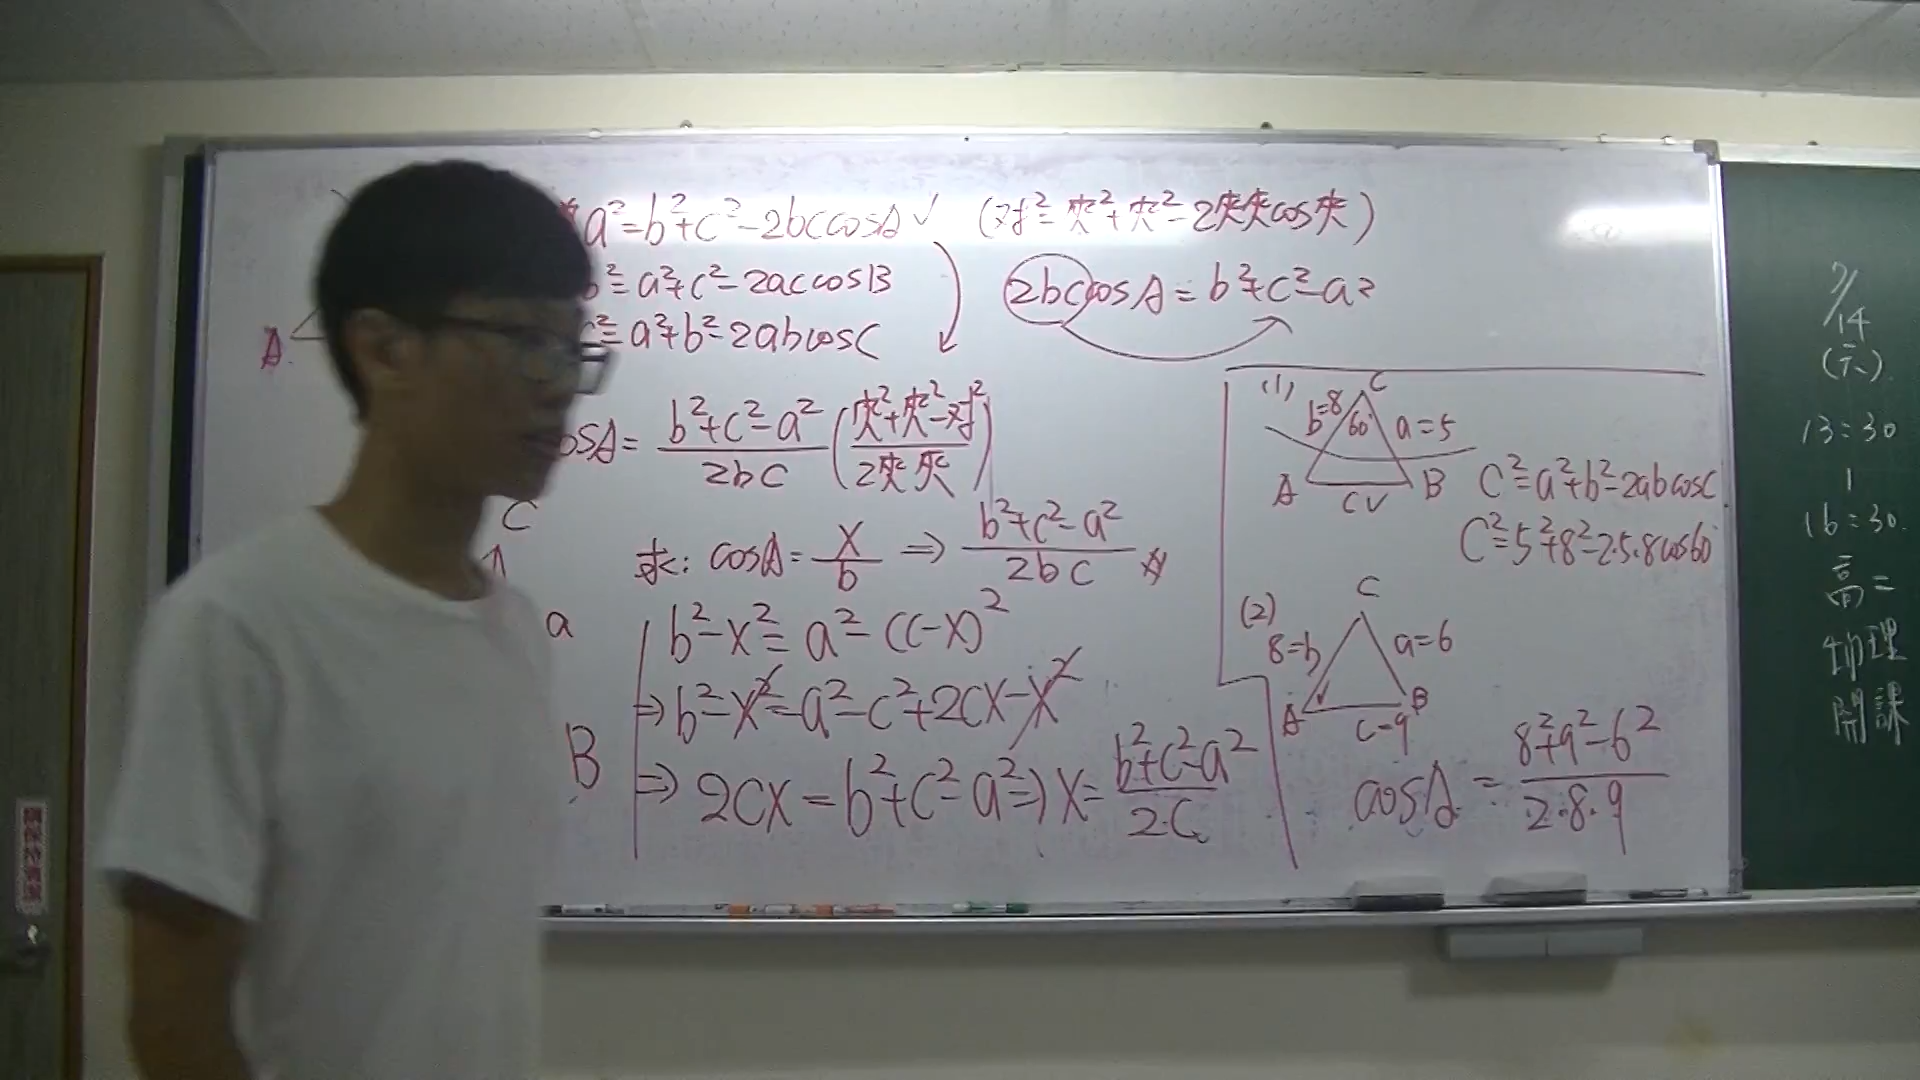 a²=b²+c²-2bccosA✓ (对²=夾²+夾²-2夾夾cos夾)
b²=a²+c²-2accosB
c²=a²+b²-2abcosC
2bccosA=b²+c²-a²
A
cosA=(b²+c²-a²)/(2bc) ((夾²+夾²-对²)/(2夾夾))
C
a
B
求: cosA=x/b ⇒ (b²+c²-a²)/(2bc)
b²-x²=a²-(c-x)²
⇒b²-x²=a²-c²+2cx-x²
⇒2cx=b²+c²-a²⇒x=(b²+c²-a²)/(2·c)
(1)
C
b=8
60°
a=5
A
B
c✓
C²=a²+b²-2abcosC
C²=5²+8²-2·5·8cos60°
(2)
C
8=b
a=6
A
B
c=9
cosA=(8²+9²-6²)/(2·8·9)
/14
(六)
13:30
|
16:30
高二
物理
開課